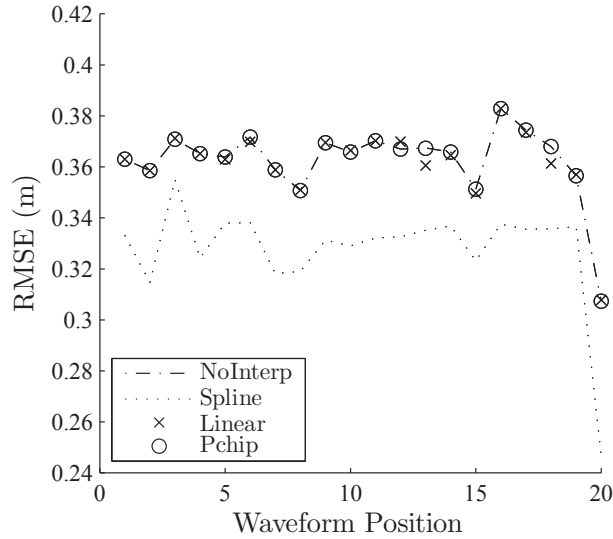 0.42
0.4
0.38
0.36
0.34
0.32
0.3
0.28
0.26
0.24
RMSE (m)
NoInterp
Spline
Linear
Pchip
0 5 10 15 20
Waveform Position